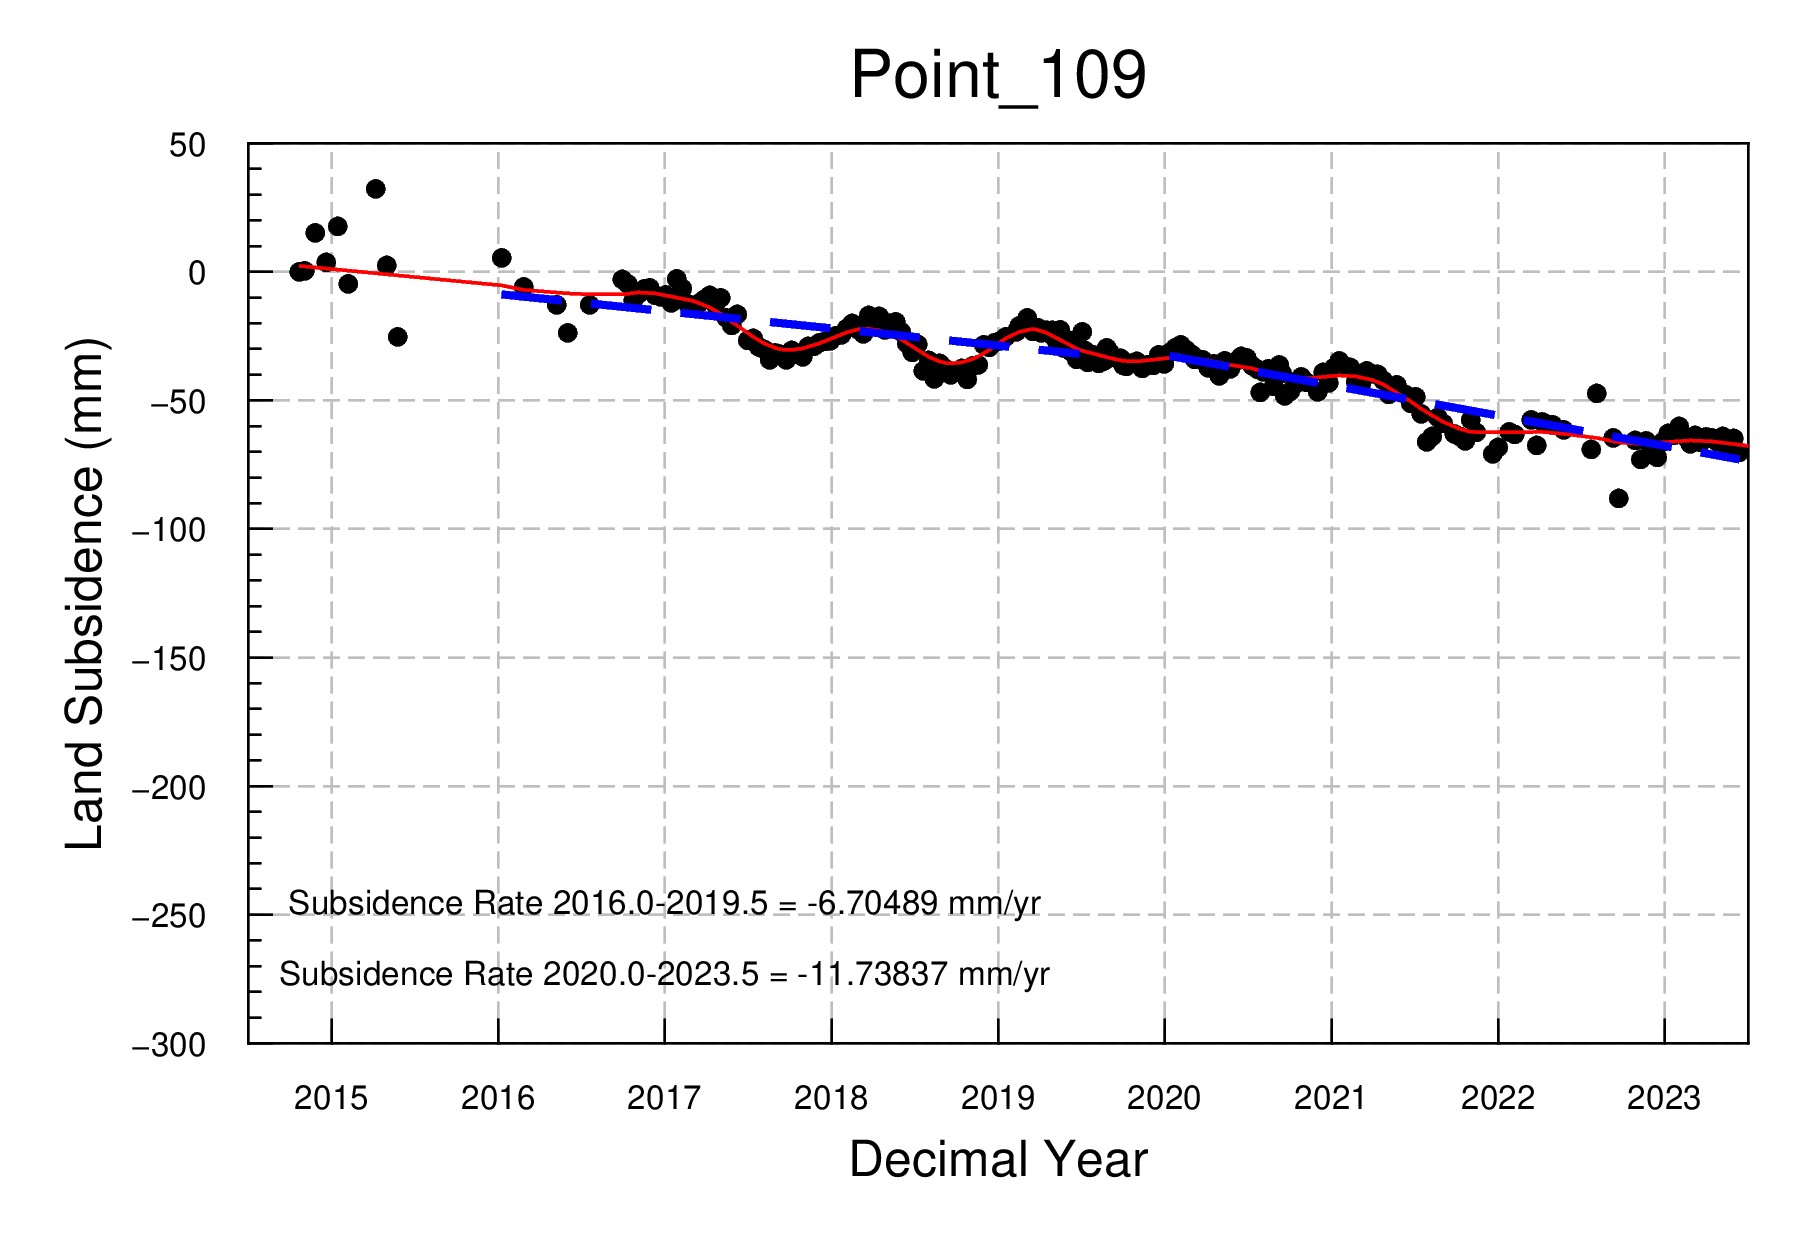 Point_109
50
0
−50
−100
−150
−200
−250
−300
Land Subsidence (mm)
Subsidence Rate 2016.0-2019.5 = -6.70489 mm/yr
Subsidence Rate 2020.0-2023.5 = -11.73837 mm/yr
2015 2016 2017 2018 2019 2020 2021 2022 2023
Decimal Year